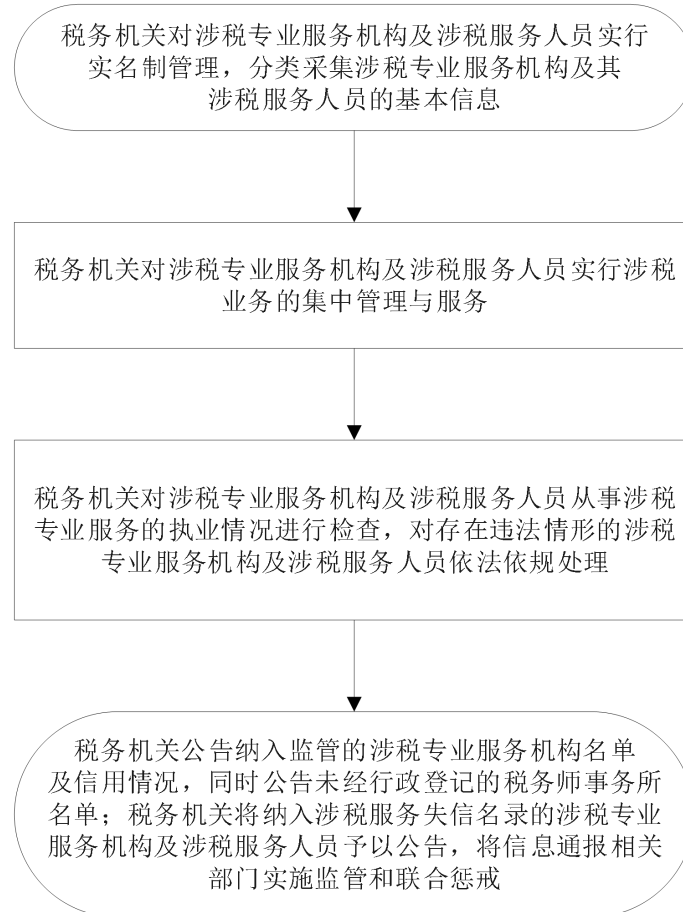 税务机关对涉税专业服务机构及涉税服务人员实行
实名制管理，分类采集涉税专业服务机构及其
涉税服务人员的基本信息
税务机关对涉税专业服务机构及涉税服务人员实行涉税
业务的集中管理与服务
税务机关对涉税专业服务机构及涉税服务人员从事涉税
专业服务的执业情况进行检查，对存在违法情形的涉税
专业服务机构及涉税服务人员依法依规处理
税务机关公告纳入监管的涉税专业服务机构名单
及信用情况，同时公告未经行政登记的税务师事务所
名单；税务机关将纳入涉税服务失信名录的涉税专业
服务机构及涉税服务人员予以公告，将信息通报相关
部门实施监管和联合惩戒